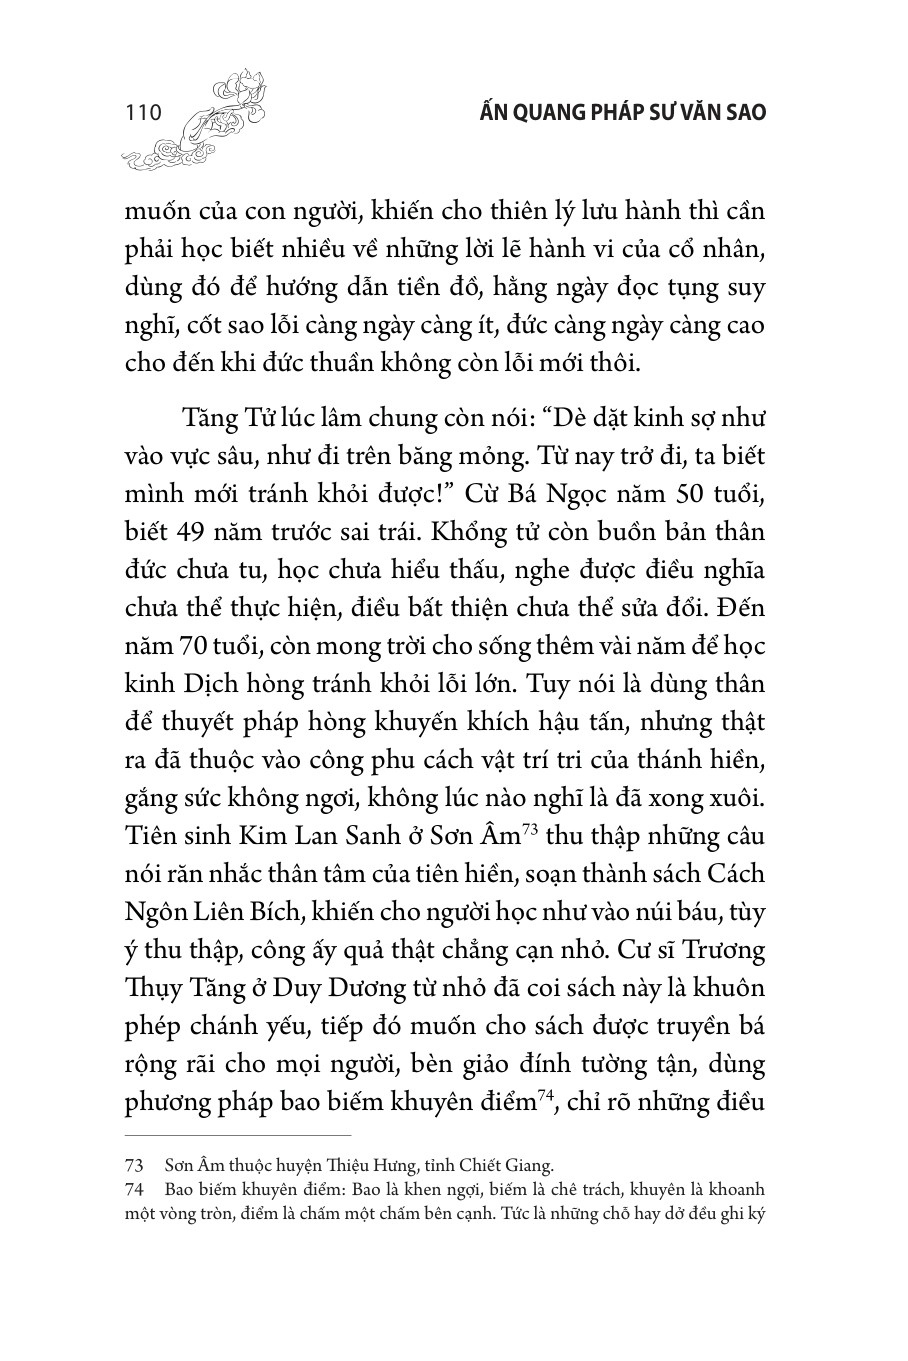 110
ẤN QUANG PHÁP SƯ VĂN SAO
muốn của con người, khiến cho thiên lý lưu hành thì cần
phải học biết nhiều về những lời lẽ hành vi của cổ nhân,
dùng đó để hướng dẫn tiền đồ, hằng ngày đọc tụng suy
nghĩ, cốt sao lỗi càng ngày càng ít, đức càng ngày càng cao
cho đến khi đức thuần không còn lỗi mới thôi.
Tăng Tử lúc lâm chung còn nói: “Dè dặt kinh sợ như
vào vực sâu, như đi trên băng mỏng. Từ nay trở đi, ta biết
mình mới tránh khỏi được!” Cừ Bá Ngọc năm 50 tuổi,
biết 49 năm trước sai trái. Khổng tử còn buồn bản thân
đức chưa tu, học chưa hiểu thấu, nghe được điều nghĩa
chưa thể thực hiện, điều bất thiện chưa thể sửa đổi. Đến
năm 70 tuổi, còn mong trời cho sống thêm vài năm để học
kinh Dịch hòng tránh khỏi lỗi lớn. Tuy nói là dùng thân
để thuyết pháp hòng khuyến khích hậu tấn, nhưng thật
ra đã thuộc vào công phu cách vật trí tri của thánh hiền,
gắng sức không ngơi, không lúc nào nghĩ là đã xong xuôi.
Tiên sinh Kim Lan Sanh ở Sơn Âm73 thu thập những câu
nói răn nhắc thân tâm của tiên hiền, soạn thành sách Cách
Ngôn Liên Bích, khiến cho người học như vào núi báu, tùy
ý thu thập, công ấy quả thật chẳng cạn nhỏ. Cư sĩ Trương
Thụy Tăng ở Duy Dương từ nhỏ đã coi sách này là khuôn
phép chánh yếu, tiếp đó muốn cho sách được truyền bá
rộng rãi cho mọi người, bèn giảo đính tường tận, dùng
phương pháp bao biếm khuyên điểm74, chỉ rõ những điều
73 Sơn Âm thuộc huyện Thiệu Hưng, tỉnh Chiết Giang.
74 Bao biếm khuyên điểm: Bao là khen ngợi, biếm là chê trách, khuyên là khoanh
một vòng tròn, điểm là chấm một chấm bên cạnh. Tức là những chỗ hay dở đều ghi ký